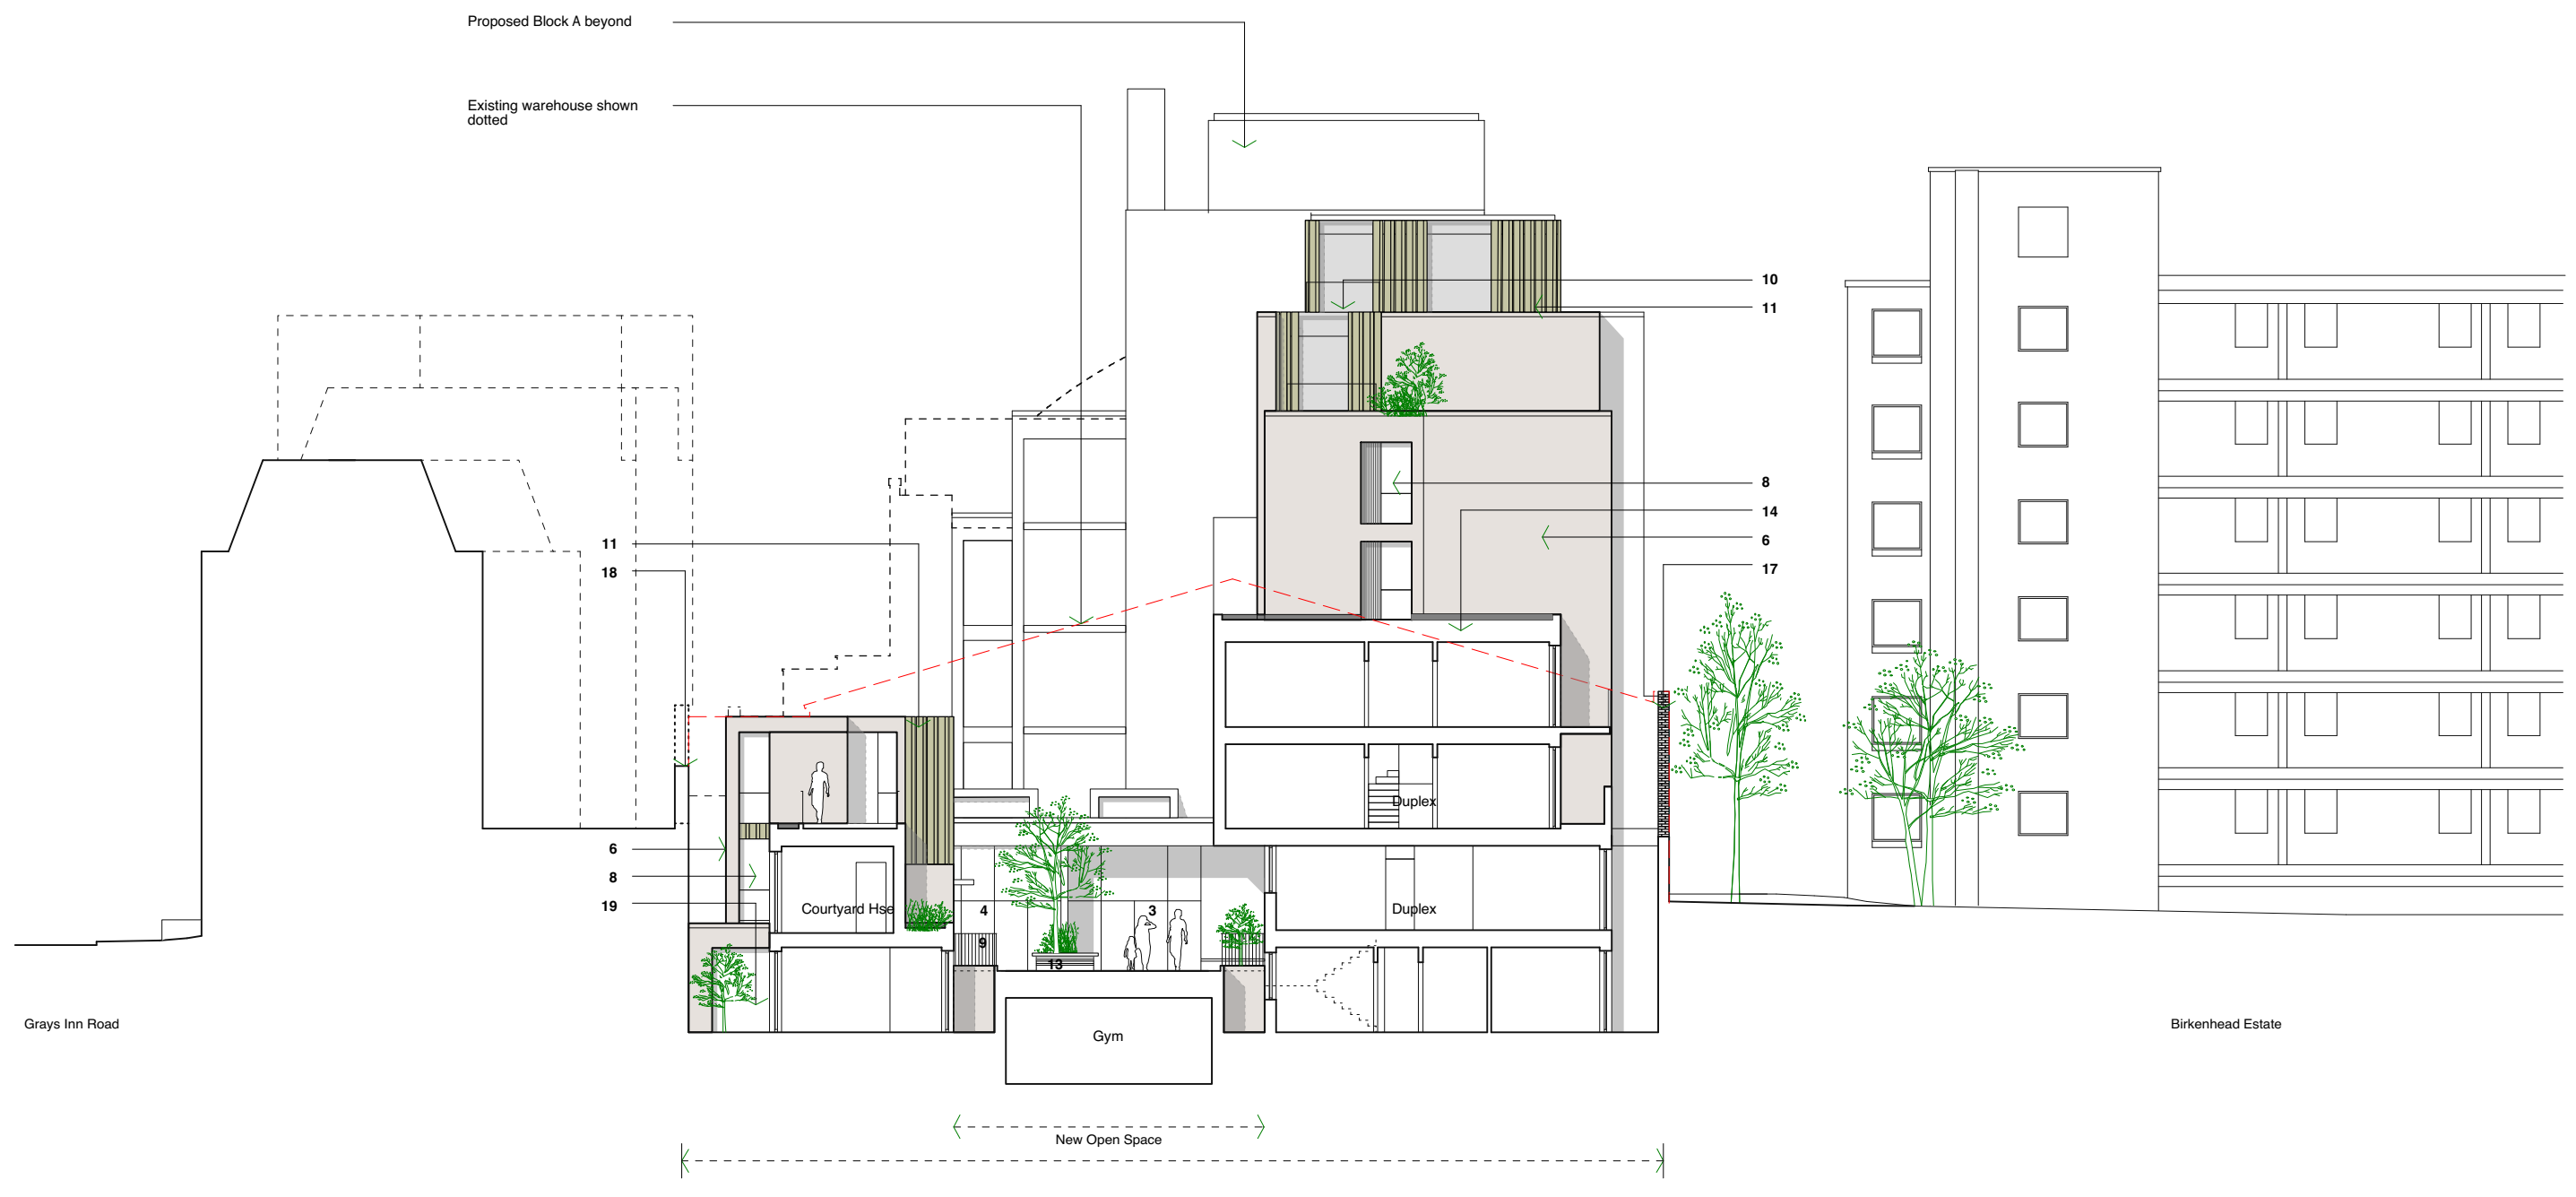 Proposed Block A beyond
Existing warehouse shown
dotted
10
11
8
14
6
17
11
18
Duplex
6
8
19
Courtyard Hse
4
3
Duplex
9
13
Grays Inn Road
Gym
Birkenhead Estate
New Open Space